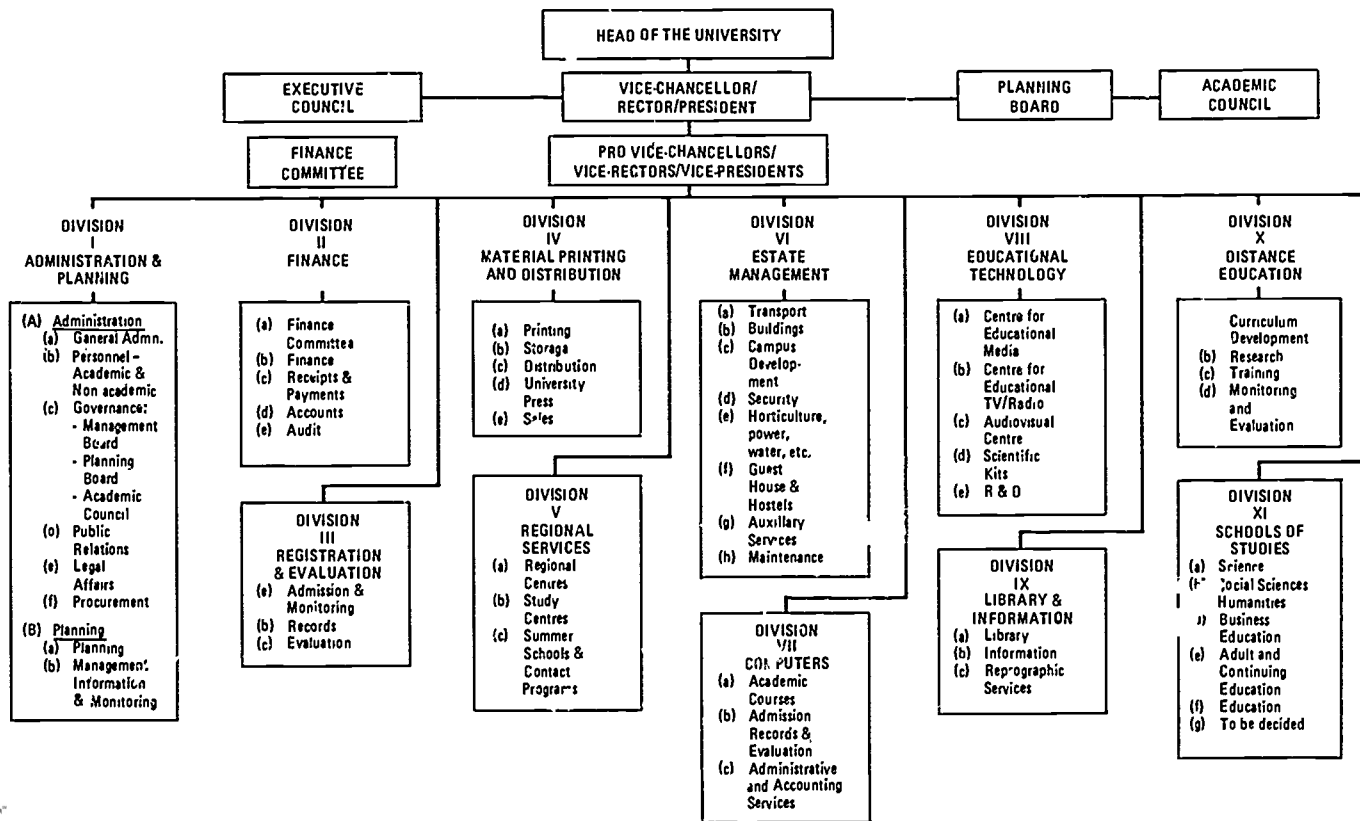 HEAD OF THE UNIVERSITY
EXECUTIVE
COUNCIL
VICE-CHANCELLOR/
RECTOR/PRESIDENT
PLANNING
BOARD
ACADEMIC
COUNCIL
FINANCE
COMMITTEE
PRO VICE-CHANCELLORS/
VICE-RECTORS/VICE-PRESIDENTS
DIVISION
I
ADMINISTRATION &
PLANNING
(A) Administration
(a) General Admn.
(b) Personnel –
Academic &
Non academic
(c) Governance:
- Management
Board
- Planning
Board
- Academic
Council
(o) Public
Relations
(e) Legal
Affairs
(f) Procurement
(B) Planning
(a) Planning
(b) Management
Information
& Monitoring
DIVISION
II
FINANCE
(a) Finance
Committee
(b) Finance
(c) Receipts &
Payments
(d) Accounts
(e) Audit
DIVISION
III
REGISTRATION
& EVALUATION
(e) Admission &
Monitoring
(b) Records
(c) Evaluation
DIVISION
IV
MATERIAL PRINTING
AND DISTRIBUTION
(a) Printing
(b) Storaga
(c) Distribution
(d) University
Press
(e) Sales
DIVISION
V
REGIONAL
SERVICES
(a) Regional
Centres
(b) Study
Centres
(c) Summer
Schools &
Contact
Programs
DIVISION
VI
ESTATE
MANAGEMENT
(a) Transport
(b) Buildings
(c) Campus
Develop-
ment
(d) Security
(e) Horticulture,
power,
water, etc.
(f) Guest
House &
Hostels
(g) Auxillary
Services
(h) Maintenance
DIVISION
VII
COMPUTERS
(a) Academic
Courses
(b) Admission
Records &
Evaluation
(c) Administrative
and Accounting
Services
DIVISION
VIII
EDUCATIONAL
TECHNOLOGY
(a) Centre for
Educational
Media
(b) Centre for
Educational
TV/Radio
(c) Audiovisual
Centre
(d) Scientific
Kits
(e) R & D
DIVISION
IX
LIBRARY &
INFORMATION
(a) Library
(b) Information
(c) Reprographic
Services
DIVISION
X
DISTANCE
EDUCATION
Curriculum
Development
(b) Research
(c) Training
(d) Monitoring
and
Evaluation
DIVISION
XI
SCHOOLS OF
STUDIES
(a) Science
Social Sciences
Humanities
Business
Education
(e) Adult and
Continuing
Education
(f) Education
(g) To be decided